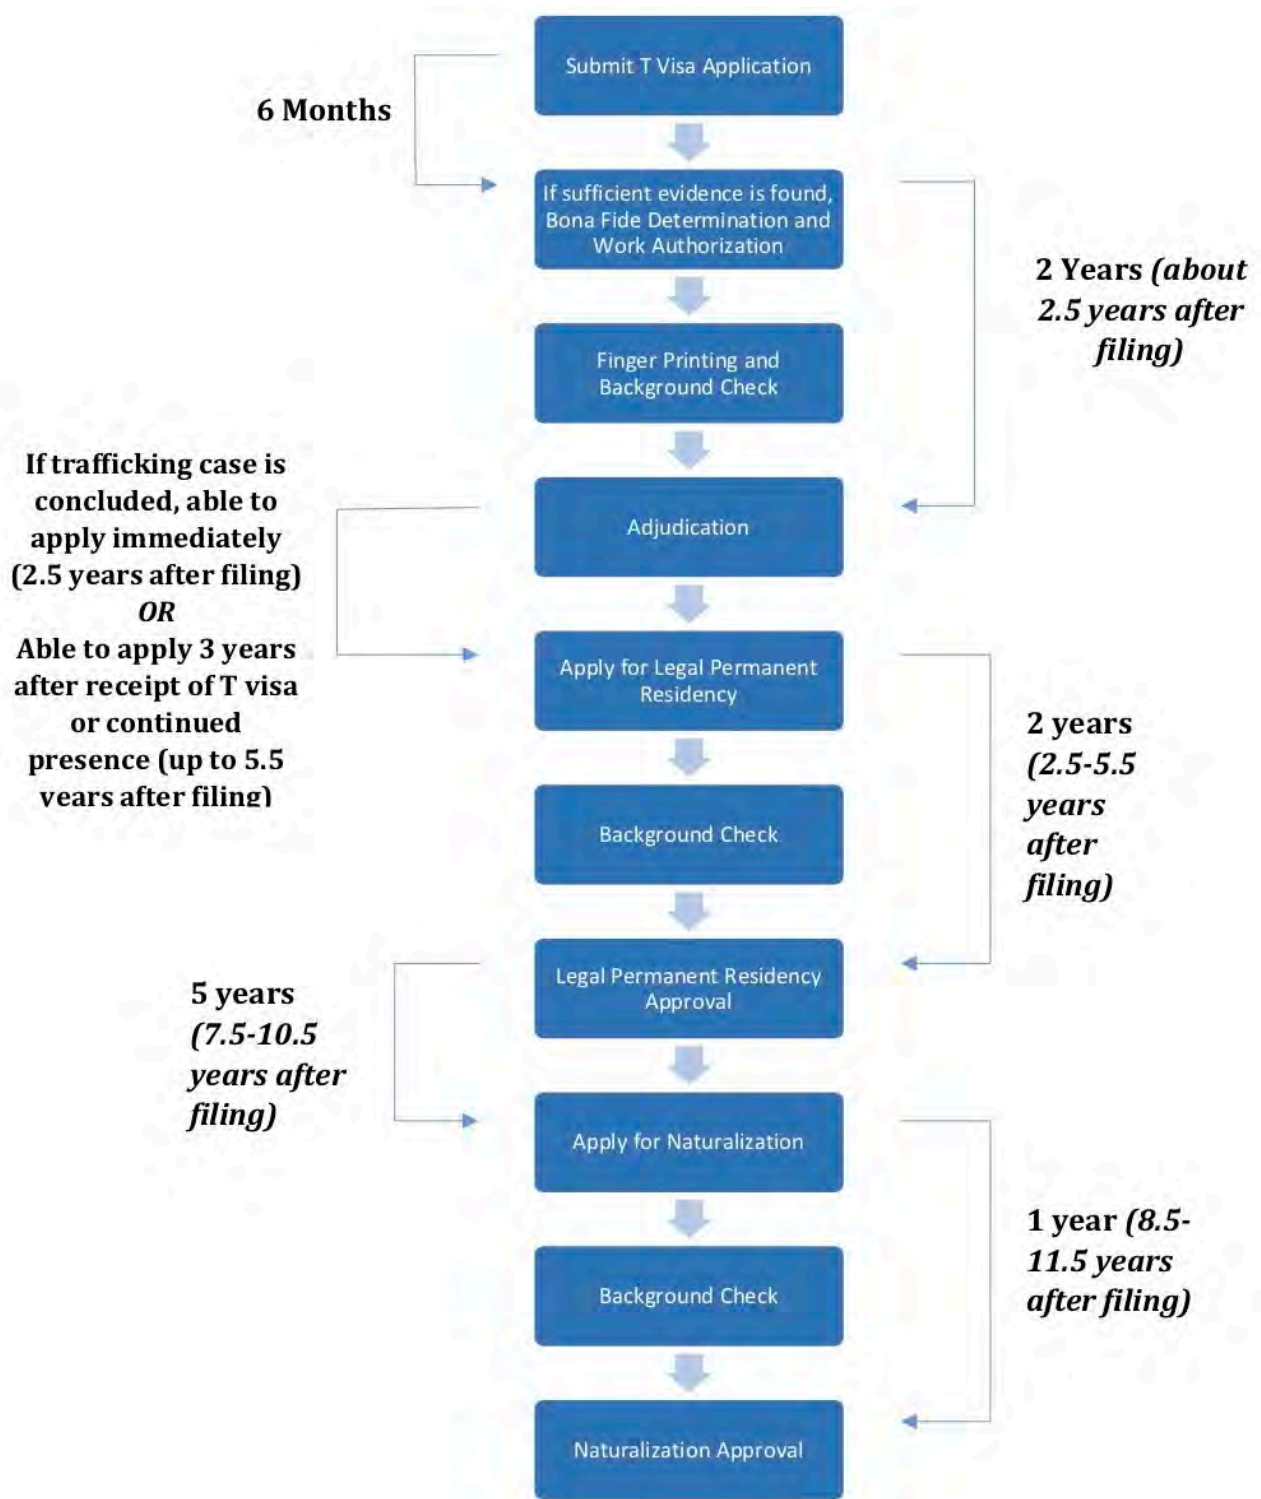 Submit T Visa Application
6 Months
If sufficient evidence is found,
Bona Fide Determination and
Work Authorization
2 Years (about
2.5 years after
filing)
Finger Printing and
Background Check
If trafficking case is
concluded, able to
apply immediately
(2.5 years after filing)
OR
Able to apply 3 years
after receipt of T visa
or continued
presence (up to 5.5
years after filing)
Adjudication
Apply for Legal Permanent
Residency
2 years
(2.5-5.5
years
after
filing)
Background Check
Legal Permanent Residency
Approval
5 years
(7.5-10.5
years after
filing)
Apply for Naturalization
1 year (8.5-
11.5 years
after filing)
Background Check
Naturalization Approval